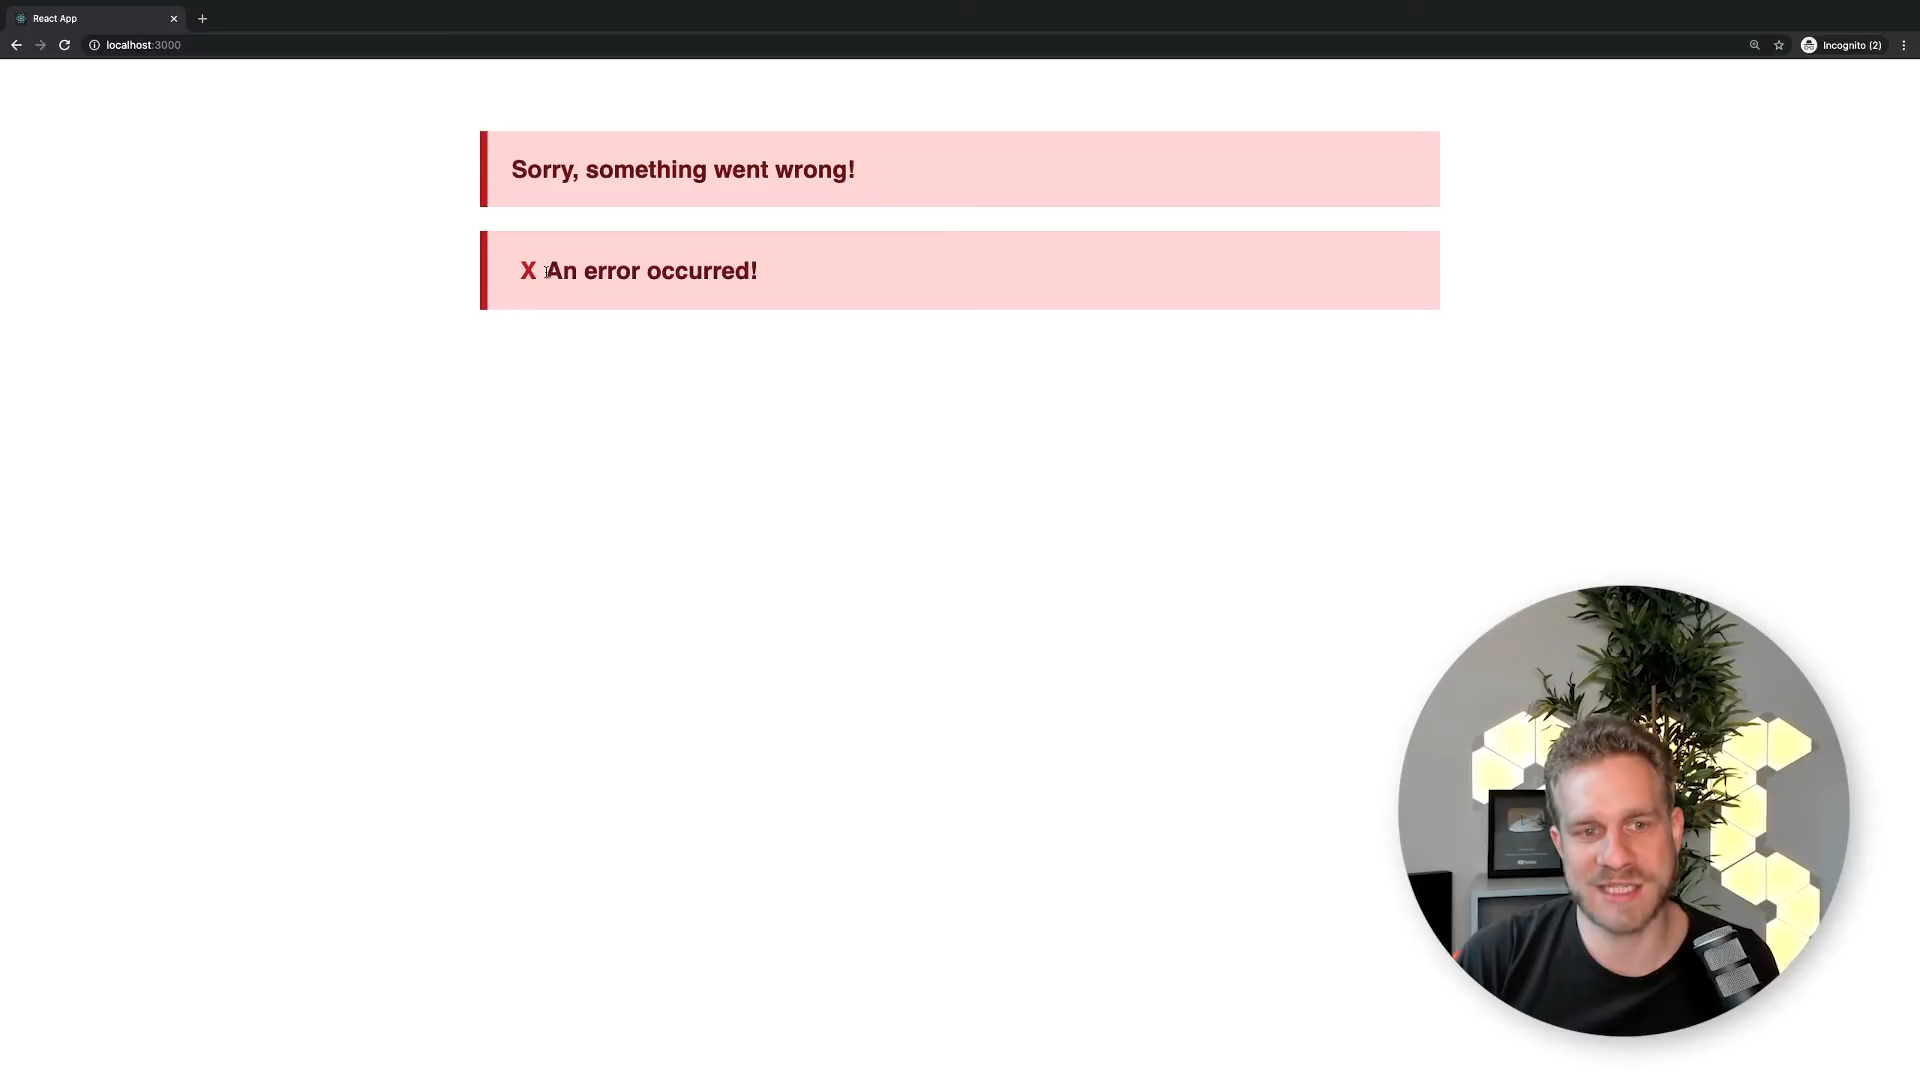 React App
localhost:3000
Incognito (2)
Sorry, something went wrong!
X An error occurred!